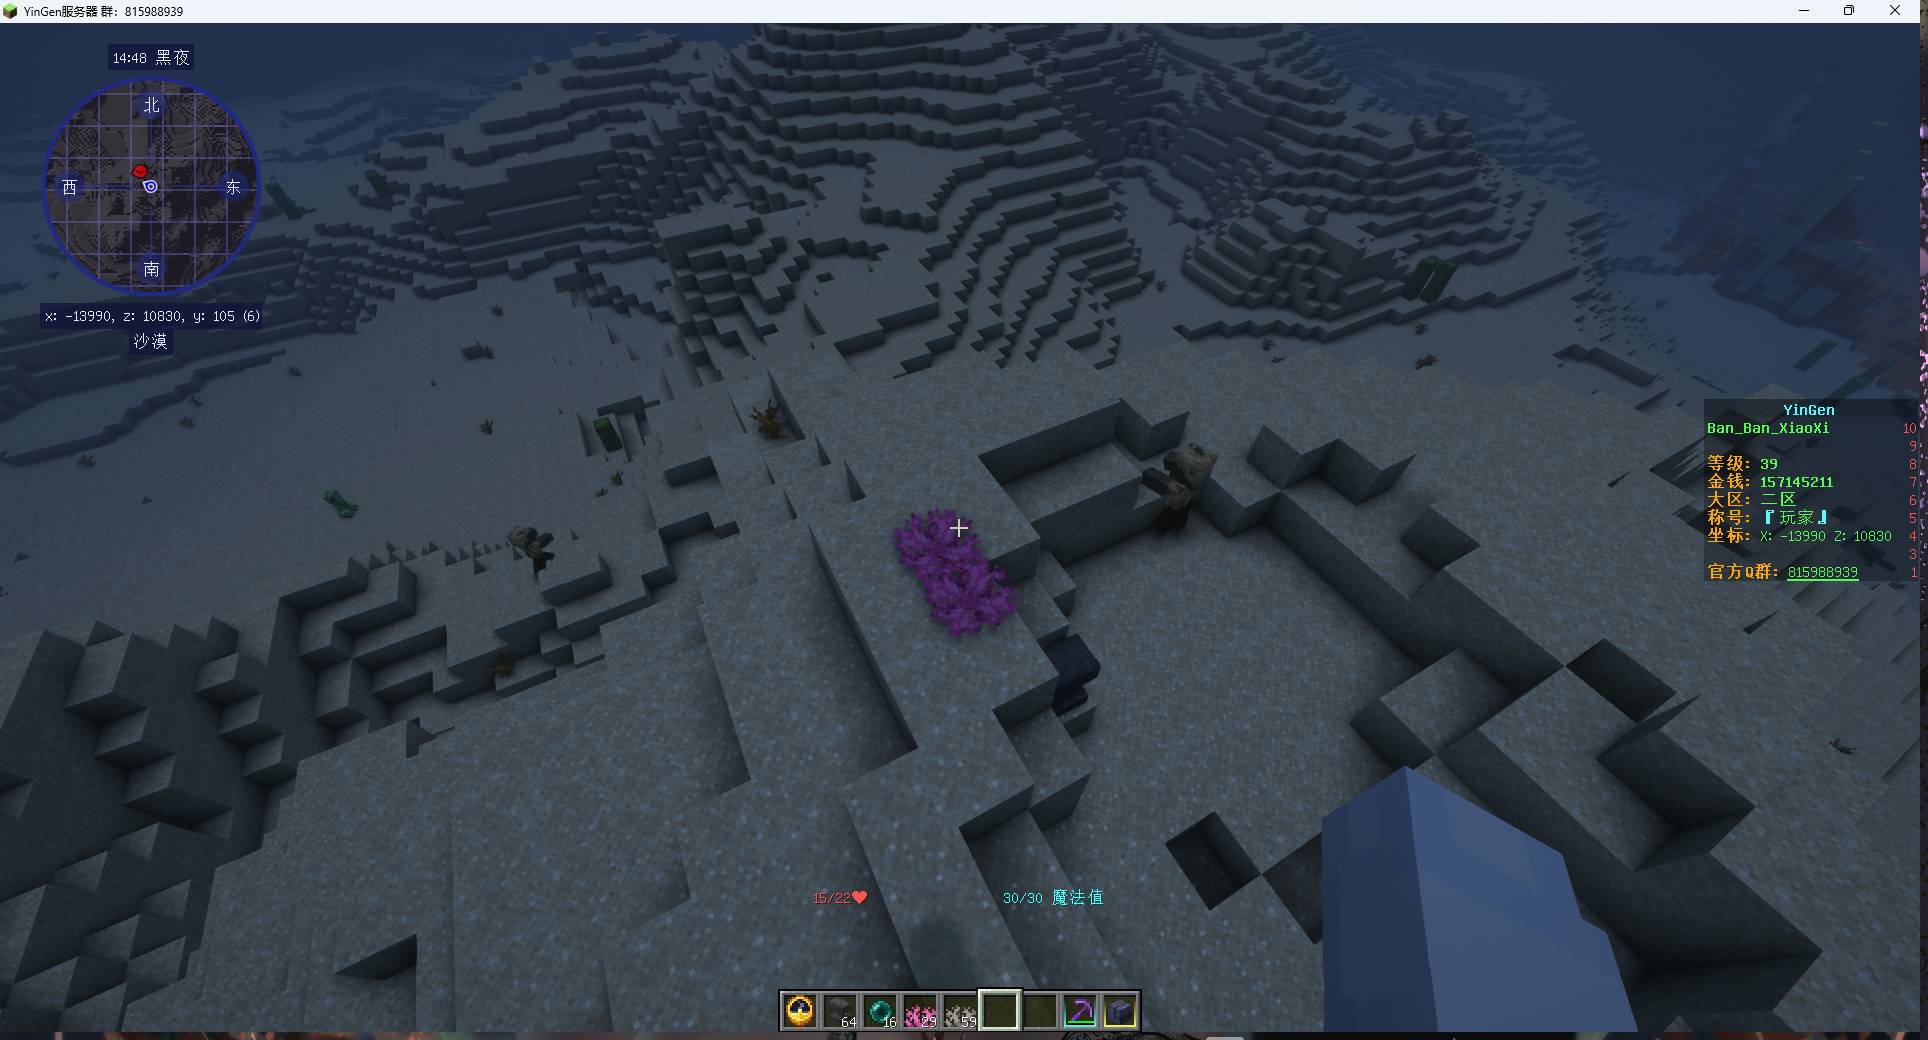 YinGen服务器 群：815988939
14:48 黑夜
北
西
东
南
x: -13990, z: 10830, y: 105 (6)
沙漠
YinGen
Ban_Ban_XiaoXi 10
9
等级: 39 8
金钱: 157145211 7
大区: 二区 6
称号: 『玩家』 5
坐标: X: -13990 Z: 10830 4
3
官方Q群: 815988939 1
15/22❤
30/30 魔法值
64 16 29 59